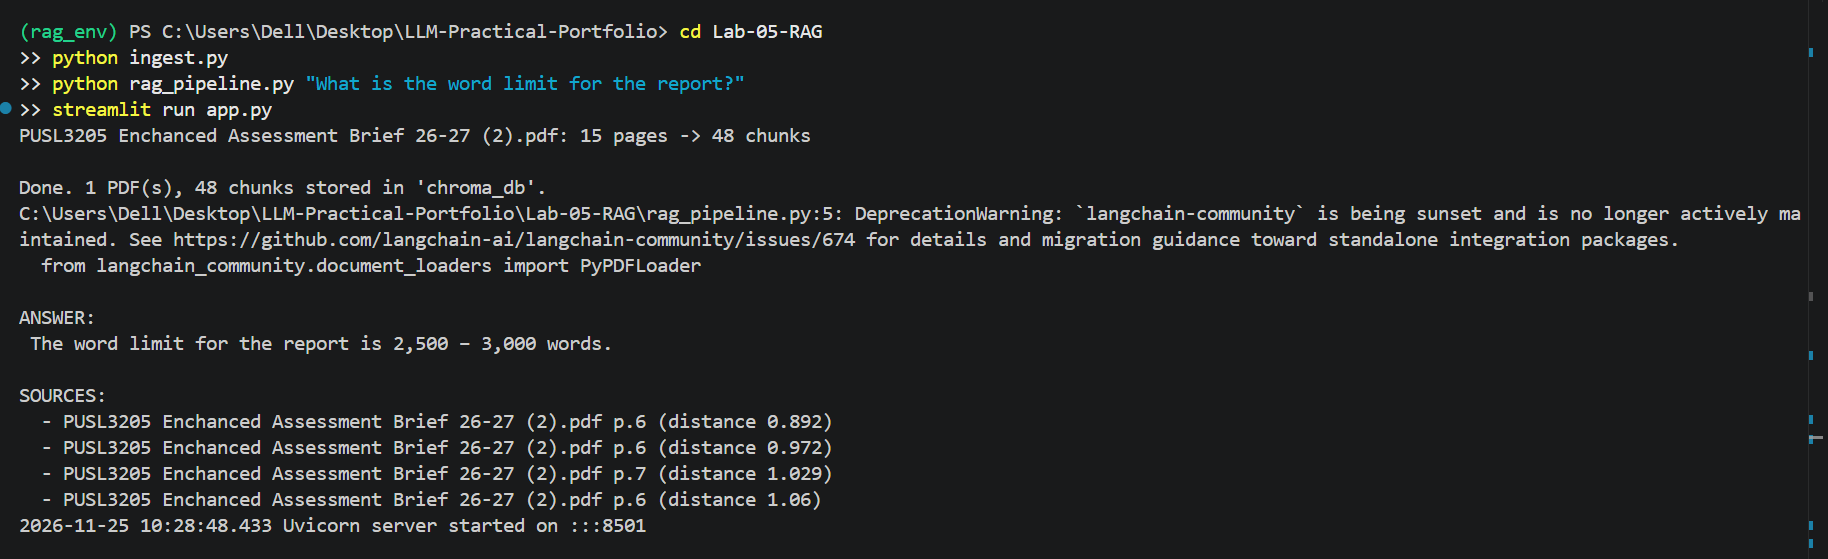 (rag_env) PS C:\Users\Dell\Desktop\LLM-Practical-Portfolio> cd Lab-05-RAG
>> python ingest.py
>> python rag_pipeline.py "What is the word limit for the report?"
>> streamlit run app.py
PUSL3205 Enchanced Assessment Brief 26-27 (2).pdf: 15 pages -> 48 chunks
Done. 1 PDF(s), 48 chunks stored in 'chroma_db'.
C:\Users\Dell\Desktop\LLM-Practical-Portfolio\Lab-05-RAG\rag_pipeline.py:5: DeprecationWarning: `langchain-community` is being sunset and is no longer actively ma
intained. See https://github.com/langchain-ai/langchain-community/issues/674 for details and migration guidance toward standalone integration packages.
  from langchain_community.document_loaders import PyPDFLoader
ANSWER:
 The word limit for the report is 2,500 – 3,000 words.
SOURCES:
  - PUSL3205 Enchanced Assessment Brief 26-27 (2).pdf p.6 (distance 0.892)
  - PUSL3205 Enchanced Assessment Brief 26-27 (2).pdf p.6 (distance 0.972)
  - PUSL3205 Enchanced Assessment Brief 26-27 (2).pdf p.7 (distance 1.029)
  - PUSL3205 Enchanced Assessment Brief 26-27 (2).pdf p.6 (distance 1.06)
2026-11-25 10:28:48.433 Uvicorn server started on :::8501